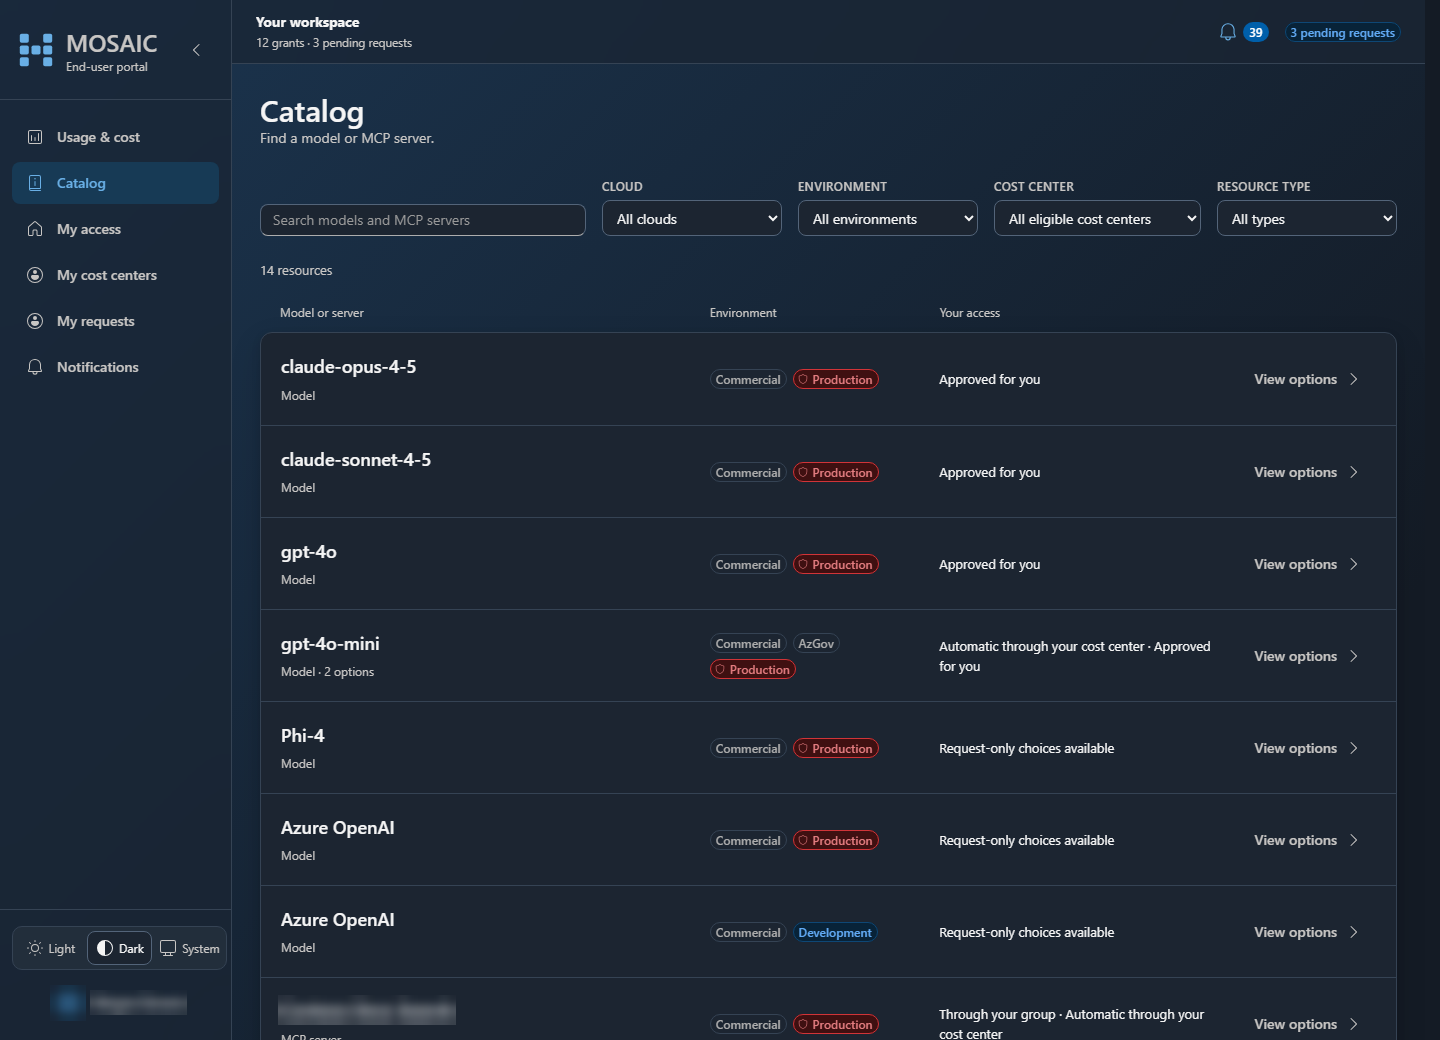 MOSAIC
End-user portal
Usage & cost
Catalog
My access
My cost centers
My requests
Notifications
Light
Dark
System
Your workspace
12 grants · 3 pending requests
39
3 pending requests
Catalog
Find a model or MCP server.
Search models and MCP servers
CLOUD
All clouds
ENVIRONMENT
All environments
COST CENTER
All eligible cost centers
RESOURCE TYPE
All types
14 resources
Model or server
Environment
Your access
claude-opus-4-5
Model
Commercial
Production
Approved for you
View options
claude-sonnet-4-5
Model
Commercial
Production
Approved for you
View options
gpt-4o
Model
Commercial
Production
Approved for you
View options
gpt-4o-mini
Model · 2 options
Commercial
AzGov
Production
Automatic through your cost center · Approved
for you
View options
Phi-4
Model
Commercial
Production
Request-only choices available
View options
Azure OpenAI
Model
Commercial
Production
Request-only choices available
View options
Azure OpenAI
Model
Commercial
Development
Request-only choices available
View options
MCP server
Commercial
Production
Through your group · Automatic through your
cost center
View options